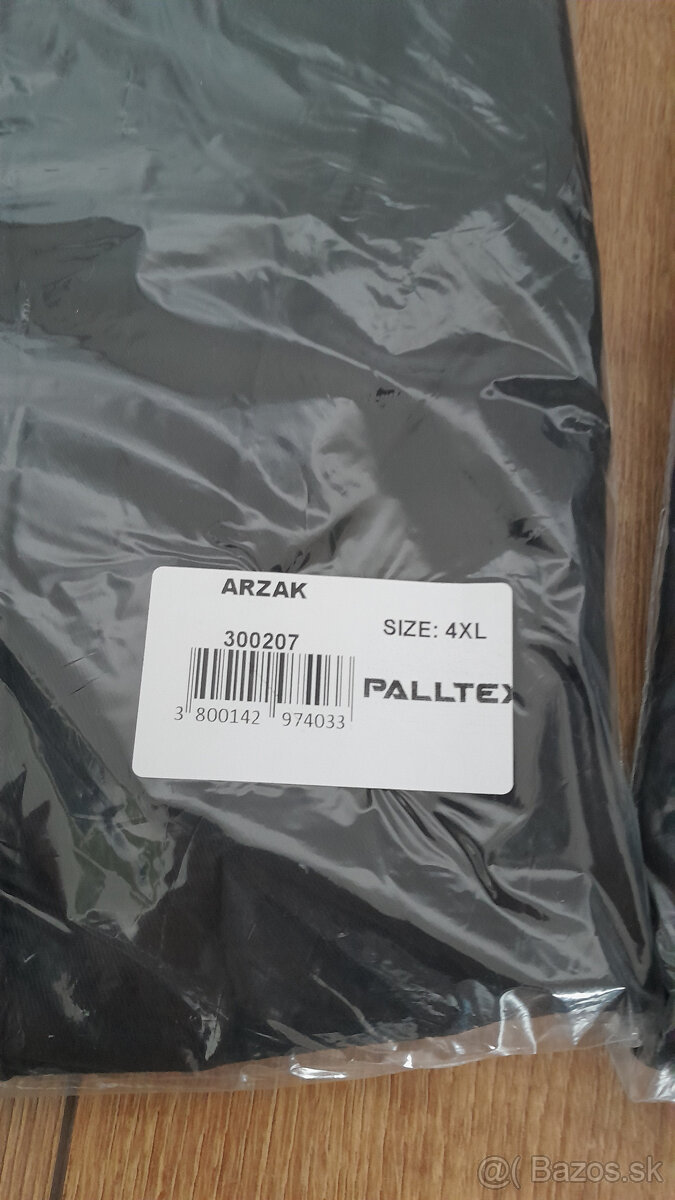 ARZAK
300207
SIZE: 4XL
PALLTEX
3 800142 974033
@( Bazos.sk